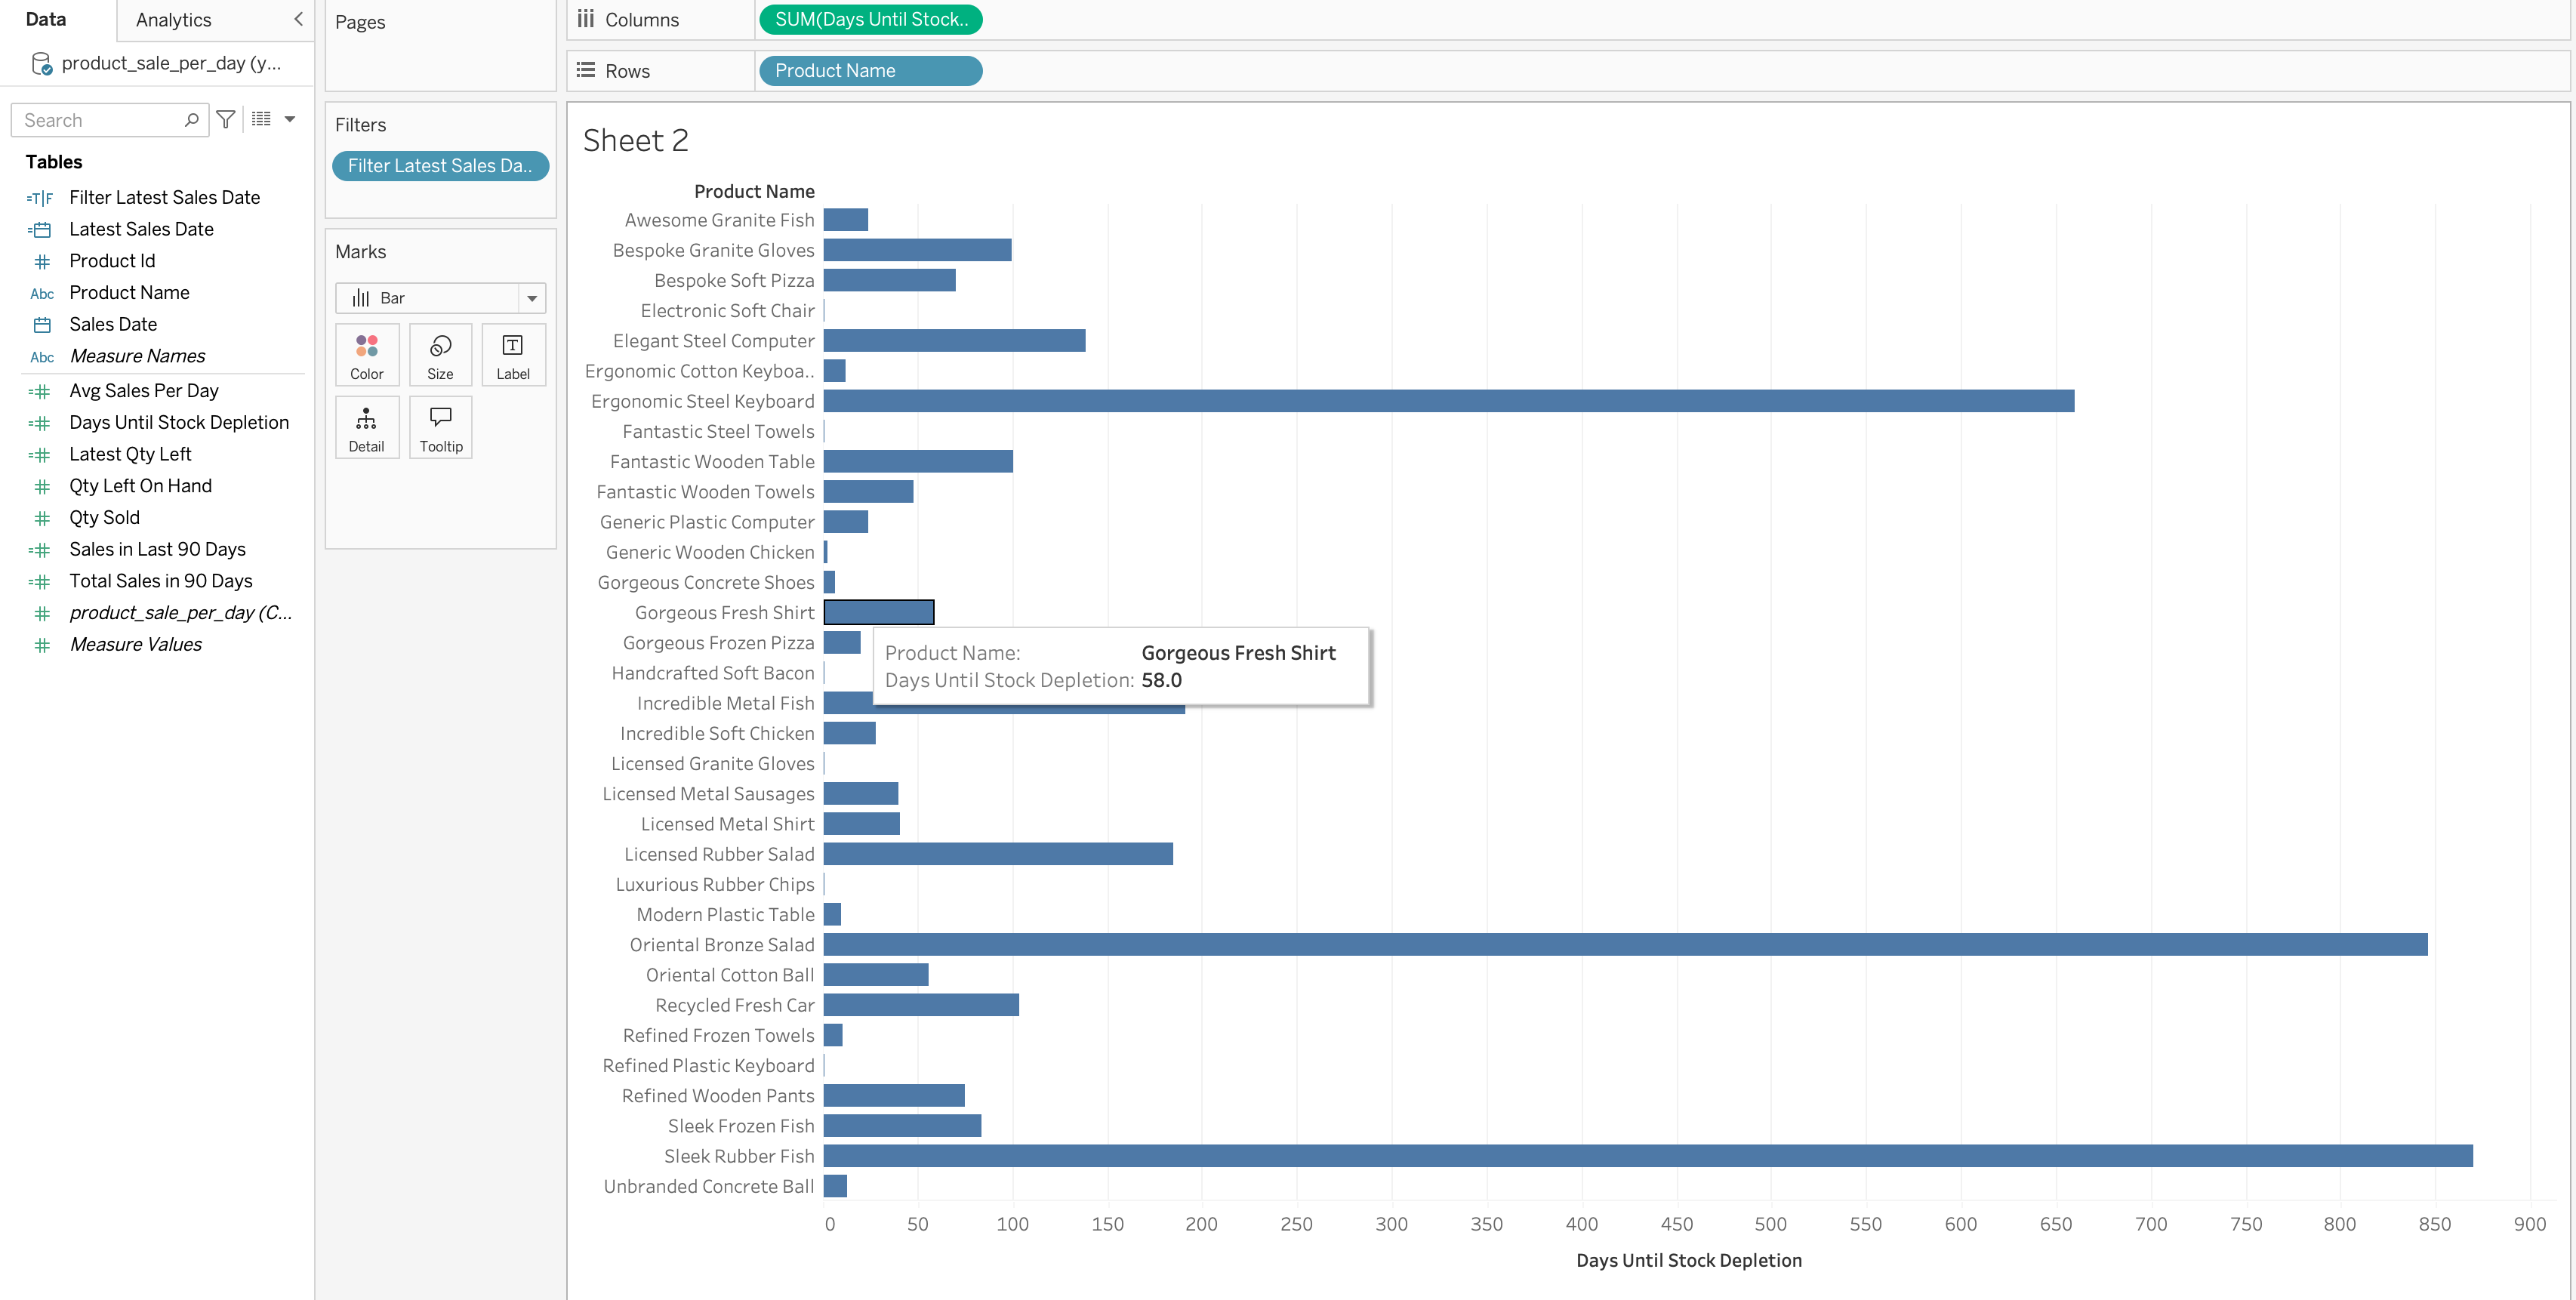 Data
Analytics
product_sale_per_day (y...
Search
Tables
=T|F Filter Latest Sales Date
Latest Sales Date
Product Id
Abc Product Name
Sales Date
Abc Measure Names
Avg Sales Per Day
Days Until Stock Depletion
Latest Qty Left
Qty Left On Hand
Qty Sold
Sales in Last 90 Days
Total Sales in 90 Days
product_sale_per_day (C...
Measure Values
Pages
Filters
Filter Latest Sales Da..
Marks
Bar
Color Size Label
Detail Tooltip
Columns SUM(Days Until Stock..
Rows Product Name
Sheet 2
Product Name
Awesome Granite Fish
Bespoke Granite Gloves
Bespoke Soft Pizza
Electronic Soft Chair
Elegant Steel Computer
Ergonomic Cotton Keyboa..
Ergonomic Steel Keyboard
Fantastic Steel Towels
Fantastic Wooden Table
Fantastic Wooden Towels
Generic Plastic Computer
Generic Wooden Chicken
Gorgeous Concrete Shoes
Gorgeous Fresh Shirt
Gorgeous Frozen Pizza
Handcrafted Soft Bacon
Incredible Metal Fish
Incredible Soft Chicken
Licensed Granite Gloves
Licensed Metal Sausages
Licensed Metal Shirt
Licensed Rubber Salad
Luxurious Rubber Chips
Modern Plastic Table
Oriental Bronze Salad
Oriental Cotton Ball
Recycled Fresh Car
Refined Frozen Towels
Refined Plastic Keyboard
Refined Wooden Pants
Sleek Frozen Fish
Sleek Rubber Fish
Unbranded Concrete Ball
Product Name: Gorgeous Fresh Shirt
Days Until Stock Depletion: 58.0
0 50 100 150 200 250 300 350 400 450 500 550 600 650 700 750 800 850 900
Days Until Stock Depletion